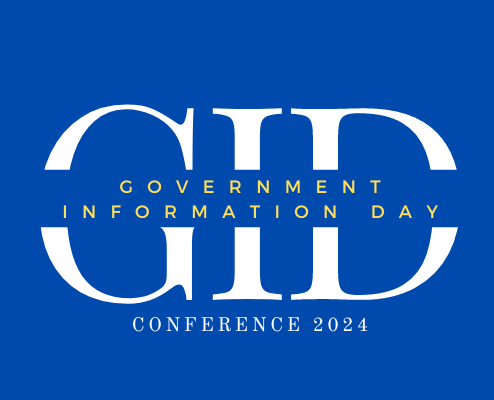 GID
GOVERNMENT
INFORMATION DAY
CONFERENCE 2024